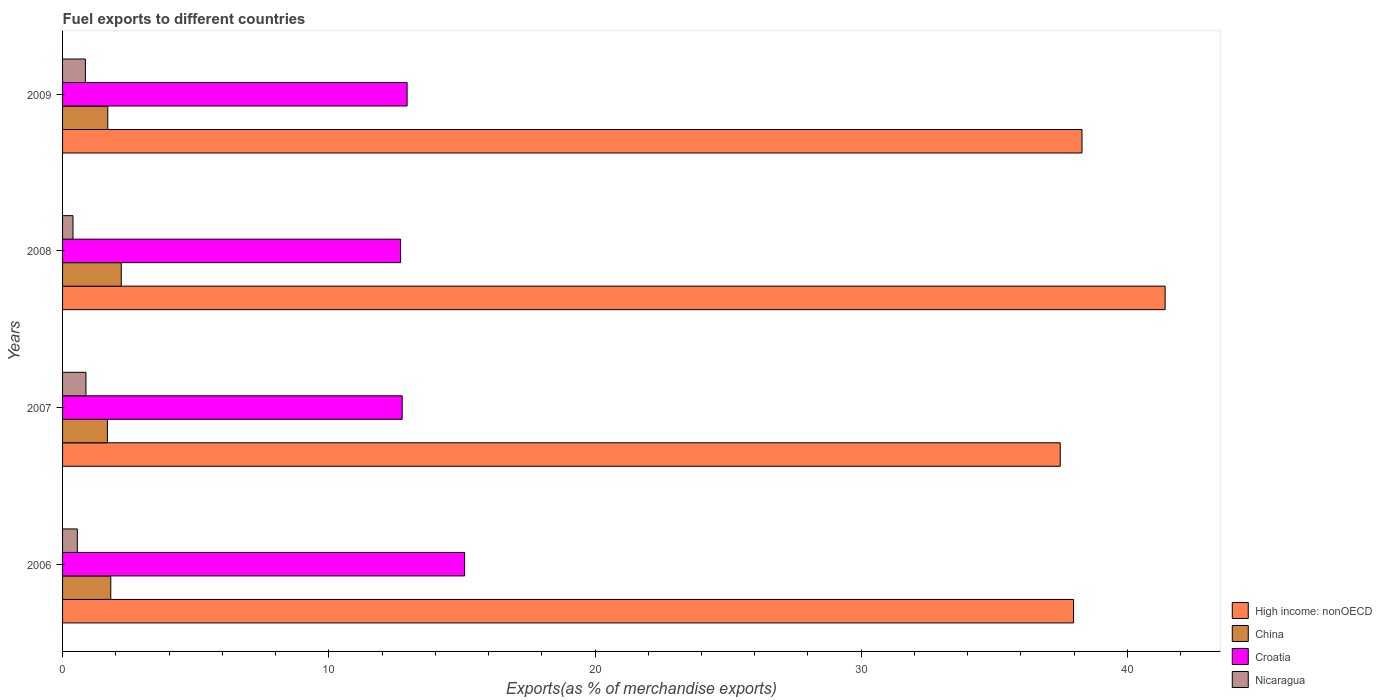 Fuel exports to different countries
2009
2008
2007
2006
Years
0
10
20
30
40
Exports(as % of merchandise exports)
High income: nonOECD
China
Croatia
Nicaragua